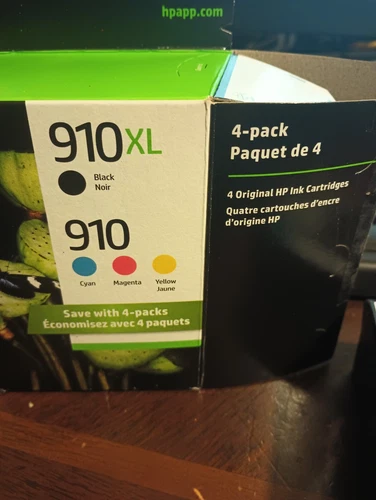 hpapp.com
910XL
Black
Noir
910
Cyan
Magenta
Yellow
Jaune
Save with 4-packs
Économisez avec 4 paquets
4-pack
Paquet de 4
4 Original HP Ink Cartridges
Quatre cartouches d'encre
d'origine HP